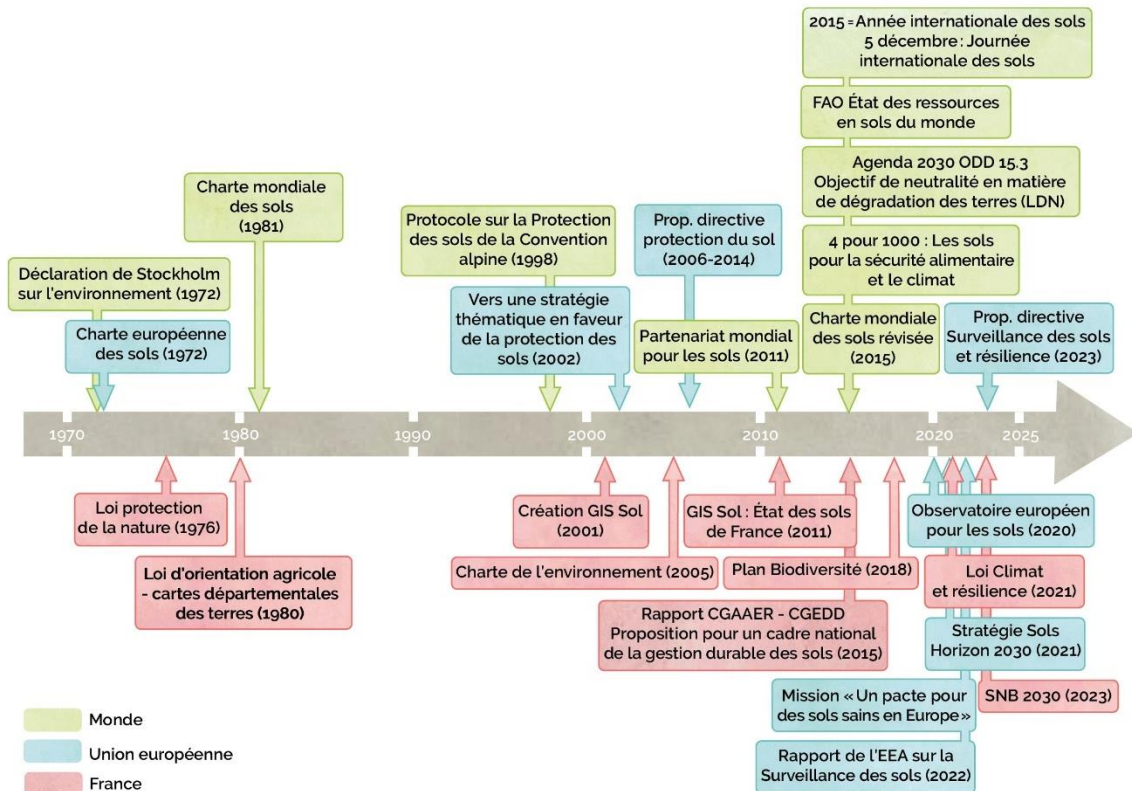 2015 = Année internationale des sols
5 décembre : Journée
internationale des sols
FAO État des ressources
en sols du monde
Agenda 2030 ODD 15.3
Objectif de neutralité en matière
de dégradation des terres (LDN)
4 pour 1000 : Les sols
pour la sécurité alimentaire
et le climat
Charte mondiale
des sols révisée
(2015)
Charte mondiale
des sols
(1981)
Protocole sur la Protection
des sols de la Convention
alpine (1998)
Prop. directive
protection du sol
(2006-2014)
Déclaration de Stockholm
sur l'environnement (1972)
Charte européenne
des sols (1972)
Vers une stratégie
thématique en faveur
de la protection des
sols (2002)
Partenariat mondial
pour les sols (2011)
Prop. directive
Surveillance des sols
et résilience (2023)
1970
1980
1990
2000
2010
2020
2025
Loi protection
de la nature (1976)
Loi d'orientation agricole
- cartes départementales
des terres (1980)
Création GIS Sol
(2001)
Charte de l'environnement (2005)
GIS Sol : État des sols
de France (2011)
Plan Biodiversité (2018)
Rapport CGAAER - CGEDD
Proposition pour un cadre national
de la gestion durable des sols (2015)
Observatoire européen
pour les sols (2020)
Loi Climat
et résilience (2021)
Stratégie Sols
Horizon 2030 (2021)
Mission « Un pacte pour
des sols sains en Europe »
SNB 2030 (2023)
Rapport de l'EEA sur la
Surveillance des sols (2022)
Monde
Union européenne
France